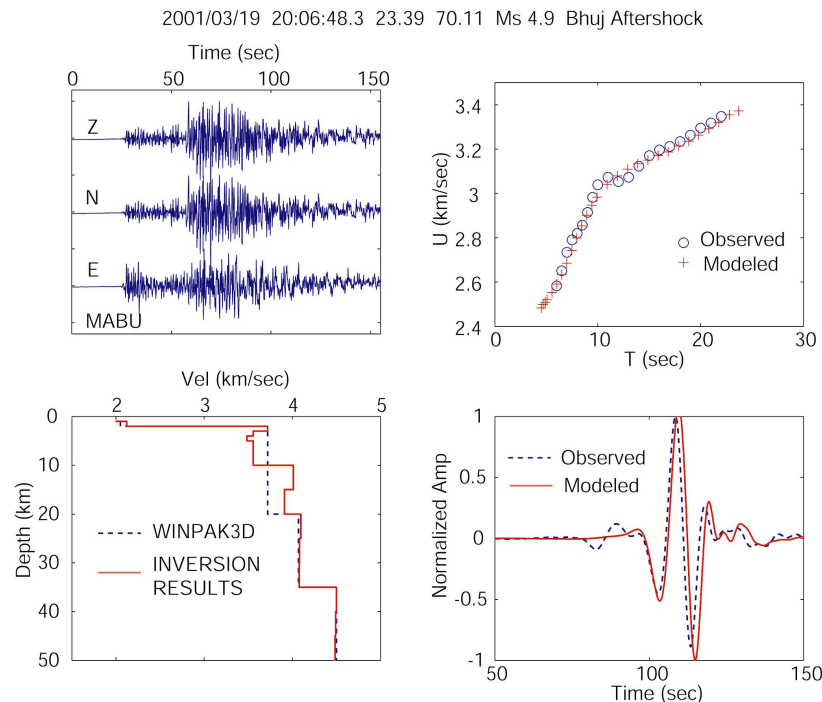 2001/03/19 20:06:48.3 23.39 70.11 Ms 4.9 Bhuj Aftershock
Time (sec)
0 50 100 150
Z
N
E
MABU
3.4
3.2
3
2.8
2.6
2.4
U (km/sec)
Observed
Modeled
0 10 20 30
T (sec)
Vel (km/sec)
2 3 4 5
0
10
20
30
40
50
Depth (km)
WINPAK3D
INVERSION
RESULTS
1
0.5
0
-0.5
-1
Normalized Amp
Observed
Modeled
50 100 150
Time (sec)